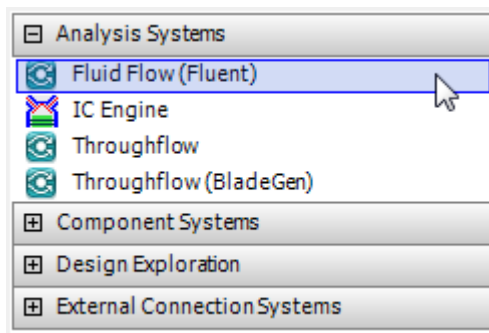 Analysis Systems
Fluid Flow (Fluent)
IC Engine
Throughflow
Throughflow (BladeGen)
Component Systems
Design Exploration
External Connection Systems